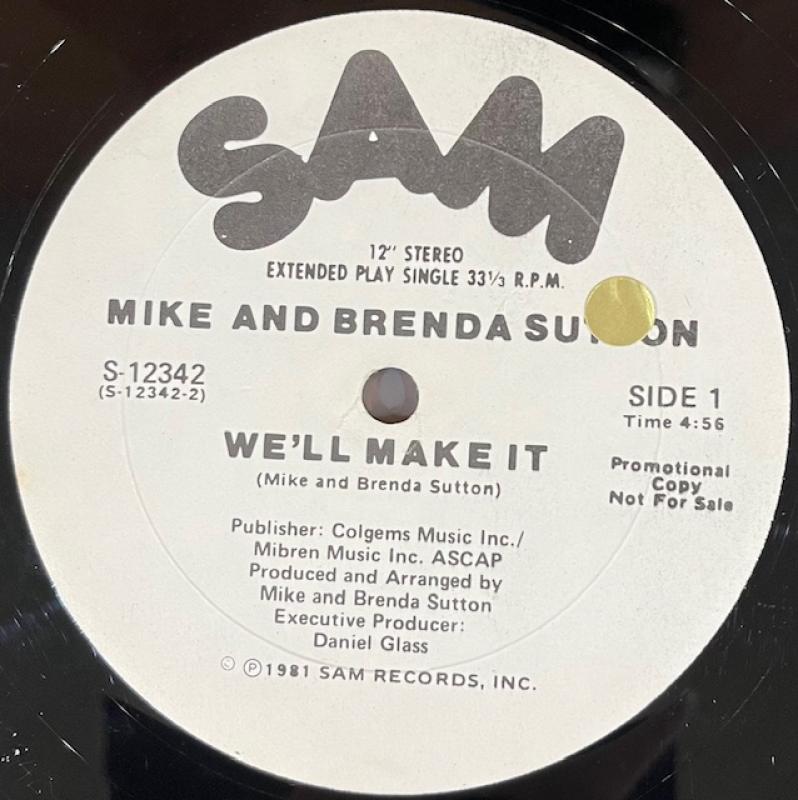 SAM
12" STEREO
EXTENDED PLAY SINGLE 33⅓ R.P.M.
MIKE AND BRENDA
S-12342
(S-12342-2)
SIDE 1
Time 4:56
WE'LL MAKE IT
(Mike and Brenda Sutton)
Promotional
Copy
Not For Sale
Publisher: Colgems Music Inc./
Mibren Music Inc. ASCAP
Produced and Arranged by
Mike and Brenda Sutton
Executive Producer:
Daniel Glass
© ℗1981 SAM RECORDS, INC.